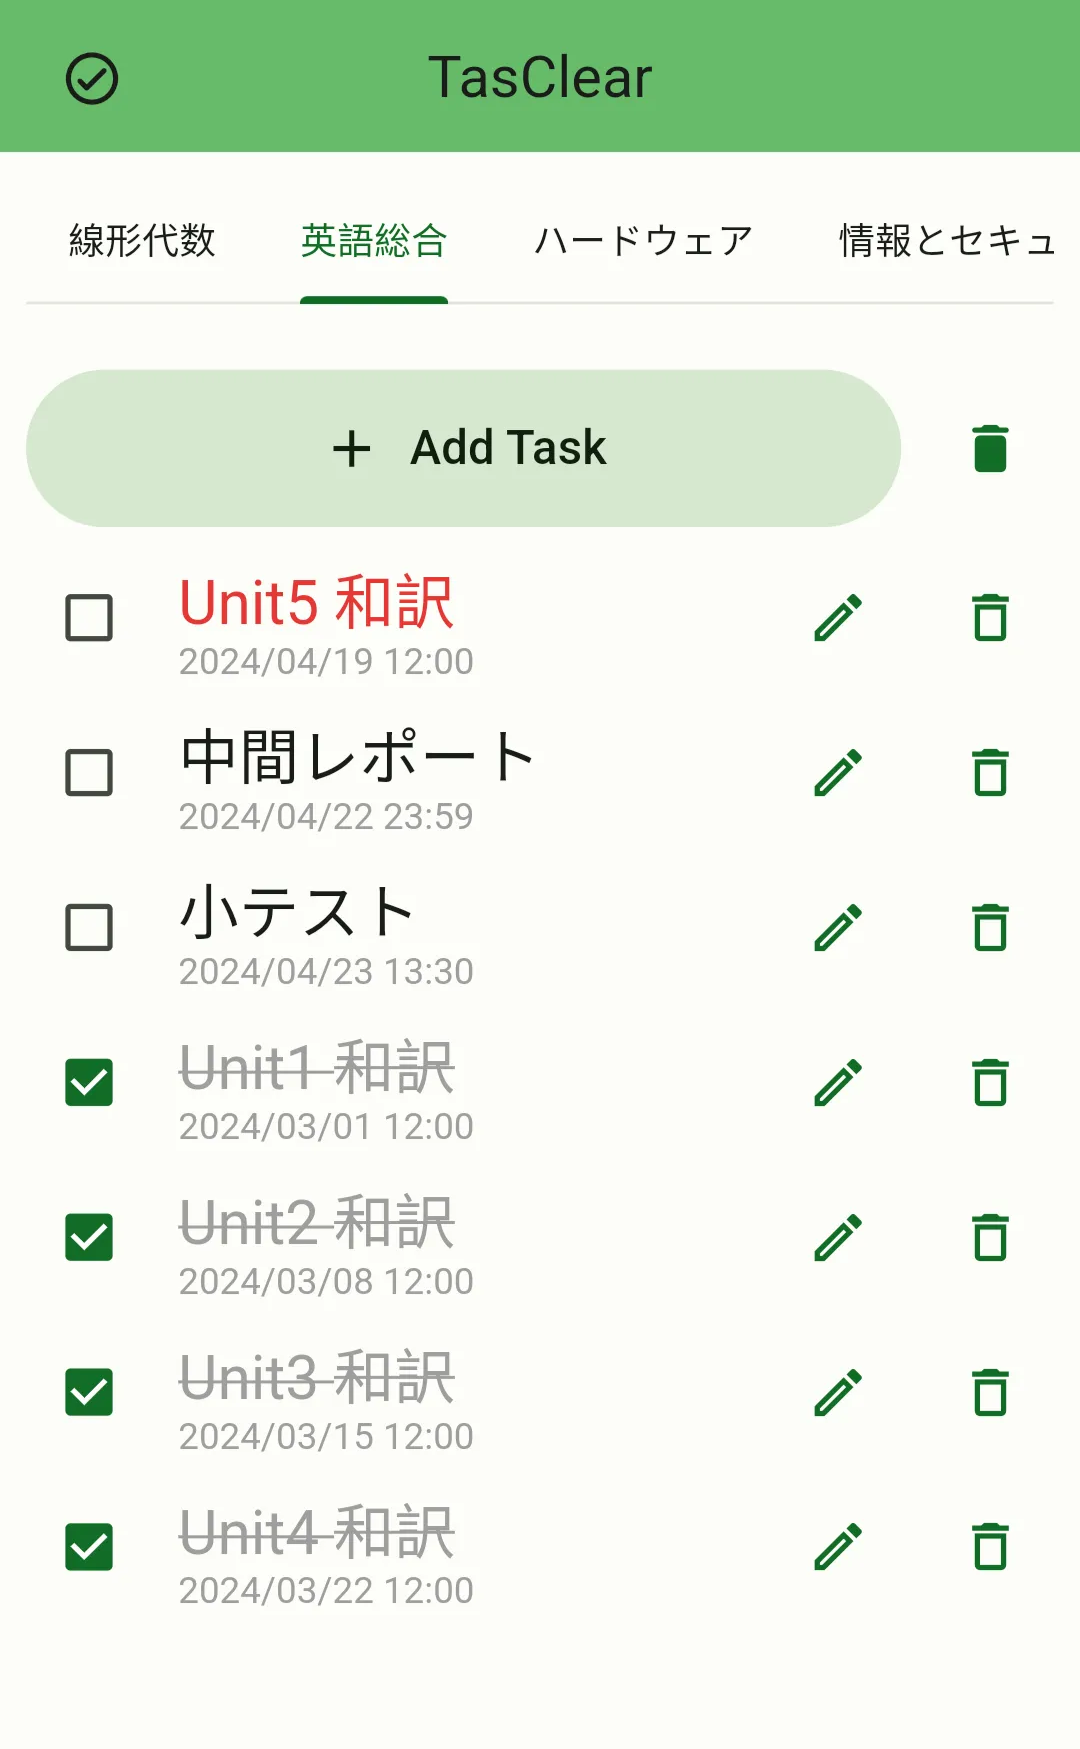 TasClear
線形代数 英語総合 ハードウェア 情報とセキュ
Add Task
Unit5 和訳
2024/04/19 12:00
中間レポート
2024/04/22 23:59
小テスト
2024/04/23 13:30
Unit1 和訳
2024/03/01 12:00
Unit2 和訳
2024/03/08 12:00
Unit3 和訳
2024/03/15 12:00
Unit4 和訳
2024/03/22 12:00